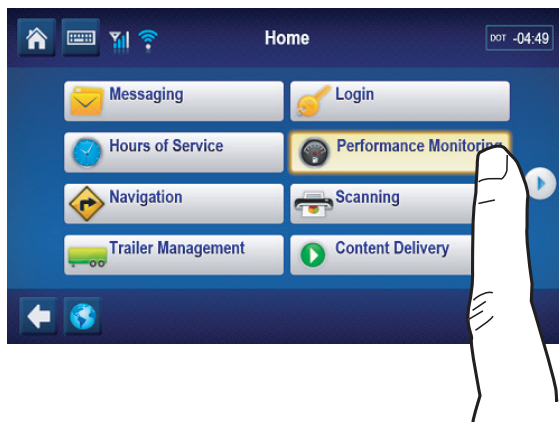 Home
DOT -04:49
Messaging
Login
Hours of Service
Performance Monitoring
Navigation
Scanning
Trailer Management
Content Delivery